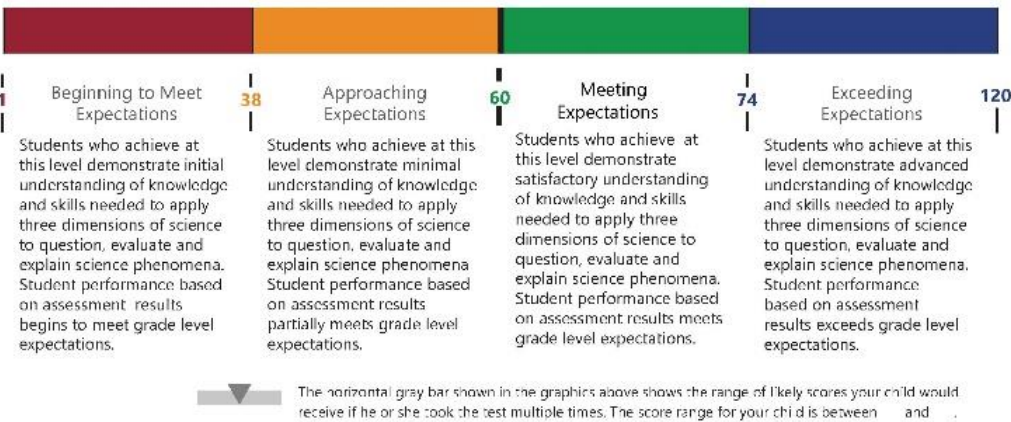 1
Beginning to Meet
Expectations
Students who achieve at
this level demonstrate initial
understanding of knowledge
and skills needed to apply
three dimensions of science
to question, evaluate and
explain science phenomena.
Student performance based
on assessment results
begins to meet grade level
expectations.
38
Approaching
Expectations
Students who achieve at this
level demonstrate minimal
understanding of knowledge
and skills needed to apply
three dimensions of science
to question, evaluate and
explain science phenomena
Student performance based
on assessment results
partially meets grade level
expectations.
60
Meeting
Expectations
Students who achieve at
this level demonstrate
satisfactory understanding
of knowledge and skills
needed to apply three
dimensions of science to
question, evaluate and
explain science phenomena.
Student performance based
on assessment results meets
grade level expectations.
74
Exceeding
Expectations
Students who achieve at this
level demonstrate advanced
understanding of knowledge
and skills needed to apply
three dimensions of science
to question, evaluate and
explain science phenomena.
Student performance
based on assessment
results exceeds grade level
expectations.
120
The horizontal gray bar shown in the graphics above shows the range of likely scores your child would
receive if he or she took the test multiple times. The score range for your child is between and .